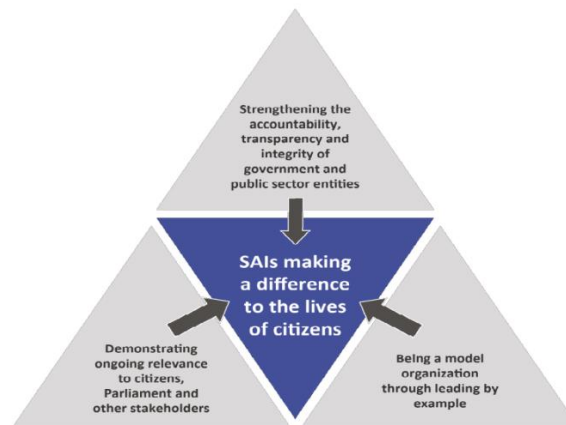 Strengthening the
accountability,
transparency and
integrity of
government and
public sector entities
SAIs making
a difference
to the lives
of citizens
Demonstrating
ongoing relevance
to citizens,
Parliament and
other stakeholders
Being a model
organization
through leading by
example